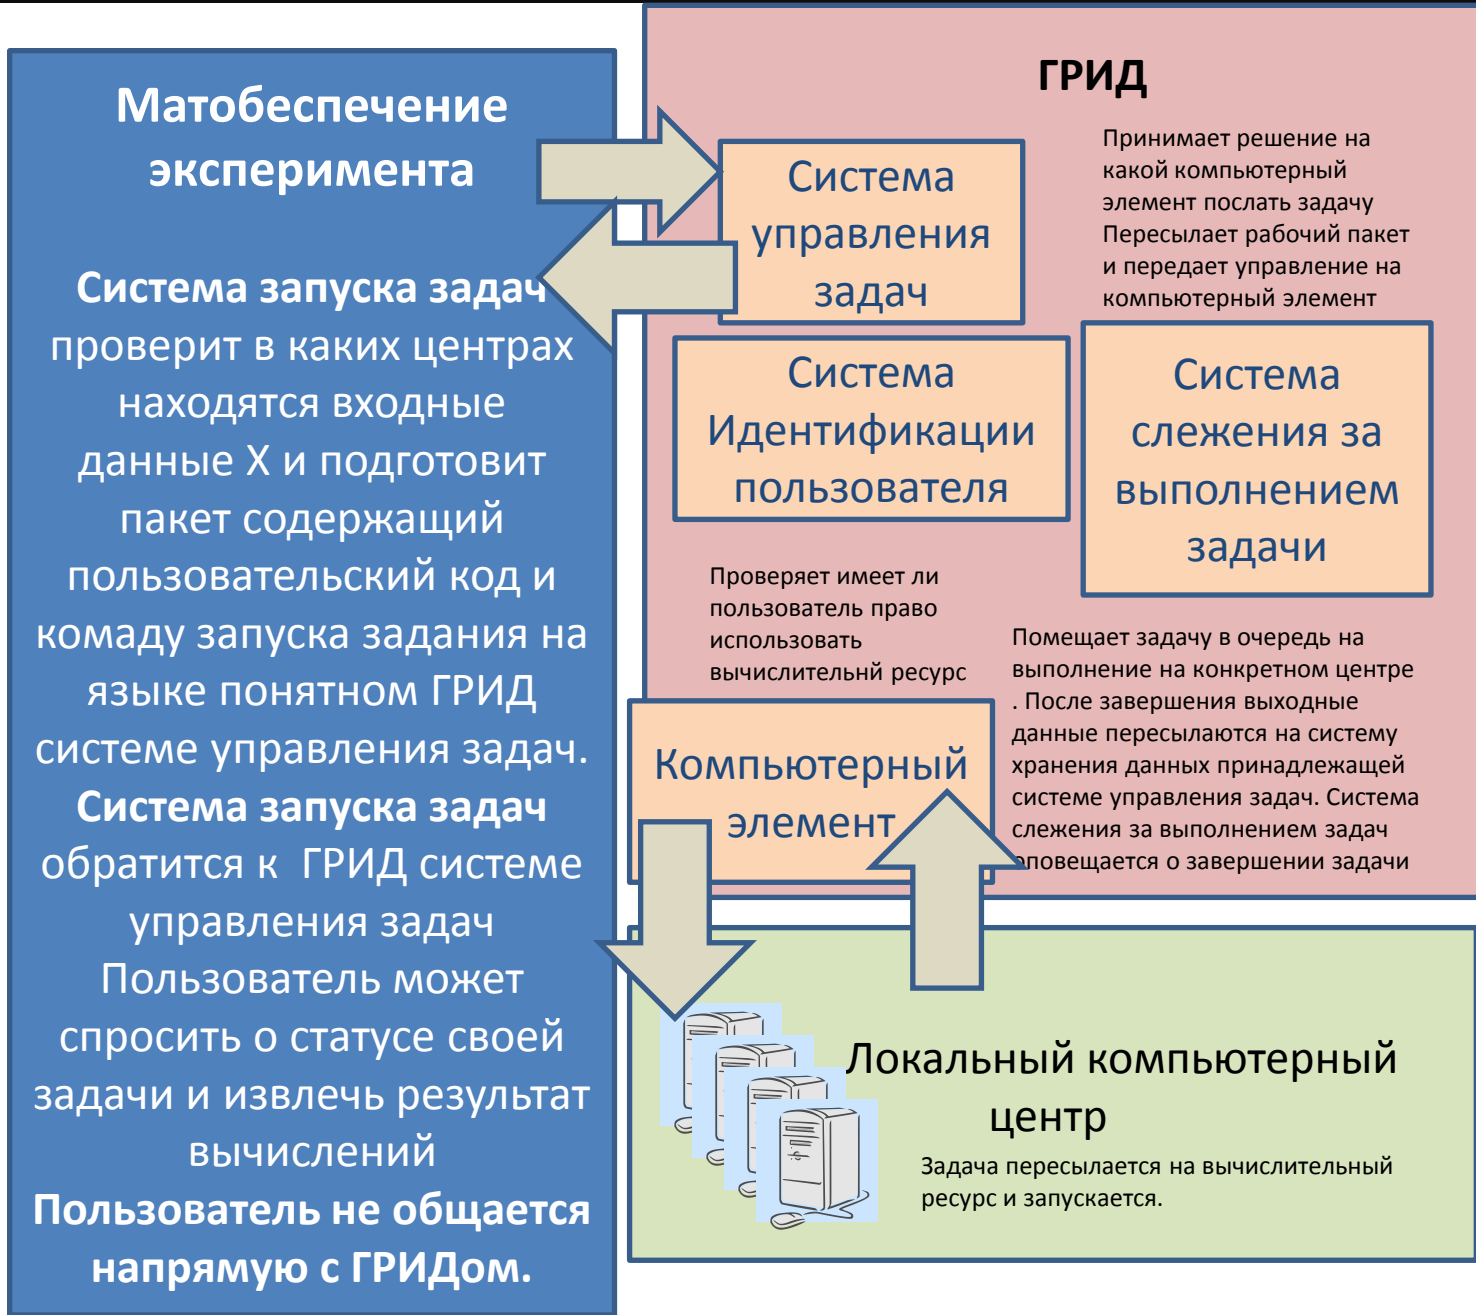 Матобеспечение
эксперимента
Система запуска задач
проверит в каких центрах
находятся входные
данные X и подготовит
пакет содержащий
пользовательский код и
комаду запуска задания на
языке понятном ГРИД
системе управления задач.
Система запуска задач
обратится к ГРИД системе
управления задач
Пользователь может
спросить о статусе своей
задачи и извлечь результат
вычислений
Пользователь не общается
напрямую с ГРИДом.
ГРИД
Система
управления
задач
Принимает решение на
какой компьютерный
элемент послать задачу
Пересылает рабочий пакет
и передает управление на
компьютерный элемент
Система
Идентификации
пользователя
Система
слежения за
выполнением
задачи
Проверяет имеет ли
пользователь право
использовать
вычислительнй ресурс
Помещает задачу в очередь на
выполнение на конкретном центре
. После завершения выходные
данные пересылаются на систему
хранения данных принадлежащей
системе управления задач. Система
слежения за выполнением задач
оповещается о завершении задачи
Компьютерный
элемент
Локальный компьютерный
центр
Задача пересылается на вычислительный
ресурс и запускается.